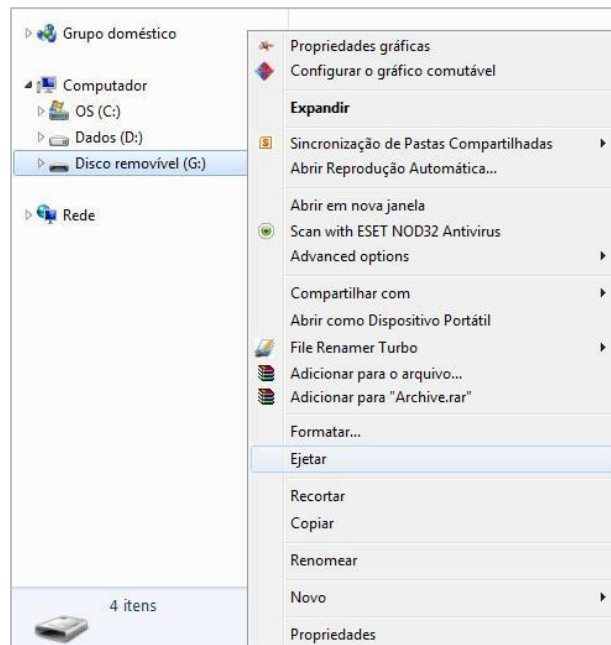 Grupo doméstico
Computador
OS (C:)
Dados (D:)
Disco removível (G:)
Rede
4 itens
Propriedades gráficas
Configurar o gráfico comutável
Expandir
S
Sincronização de Pastas Compartilhadas
Abrir Reprodução Automática...
Abrir em nova janela
Scan with ESET NOD32 Antivirus
Advanced options
Compartilhar com
Abrir como Dispositivo Portátil
File Renamer Turbo
Adicionar para o arquivo...
Adicionar para "Archive.rar"
Formatar...
Ejetar
Recortar
Copiar
Renomear
Novo
Propriedades